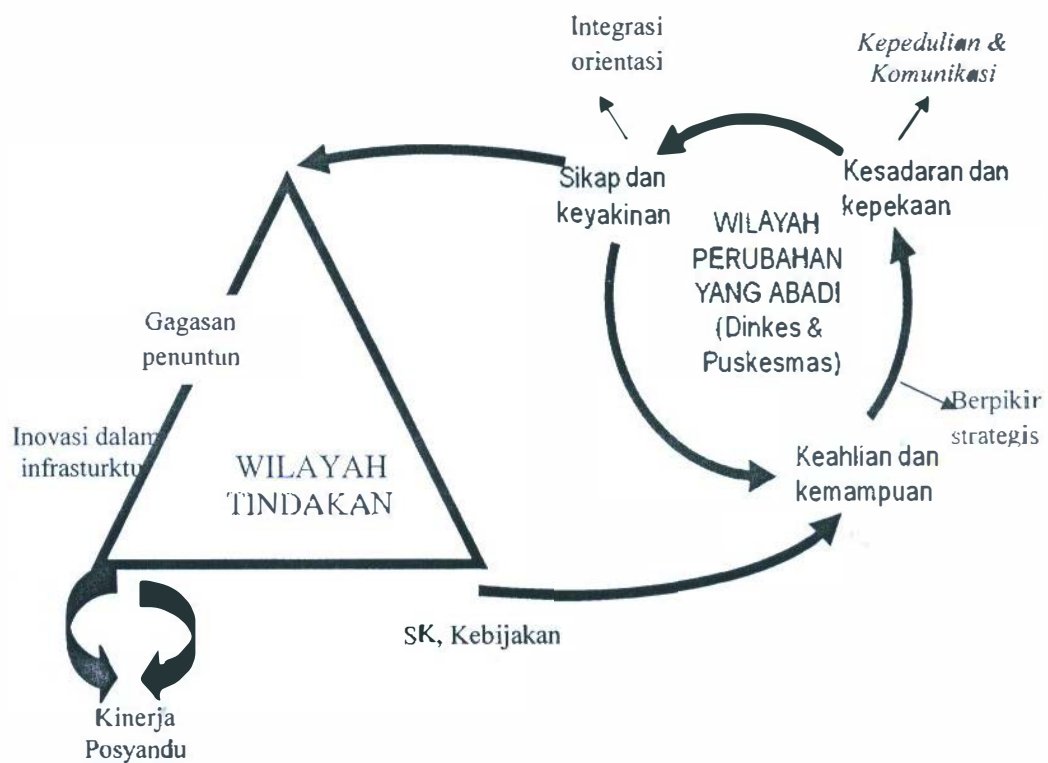 Integrasi
orientasi
Kepedulian &
Komunikasi
Sikap dan
keyakinan
Kesadaran dan
kepekaan
WILAYAH
PERUBAHAN
YANG ABADI
(Dinkes &
Puskesmas)
Gagasan
penuntun
Berpikir
strategis
Inovasi dalam
infrasturktu
WILAYAH
TINDAKAN
Keahlian dan
kemampuan
SK, Kebijakan
Kinerja
Posyandu